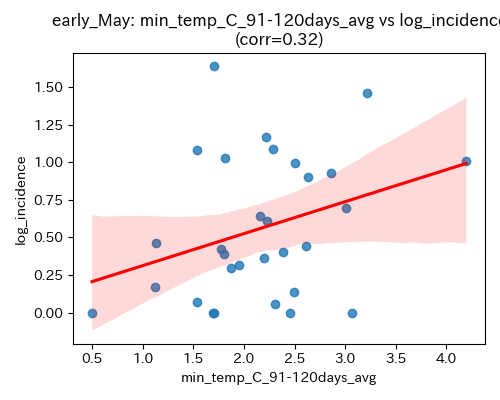 early_May: min_temp_C_91-120days_avg vs log_incidence
(corr=0.32)
1.50
1.25
1.00
0.75
0.50
0.25
0.00
log_incidence
0.5 1.0 1.5 2.0 2.5 3.0 3.5 4.0
min_temp_C_91-120days_avg